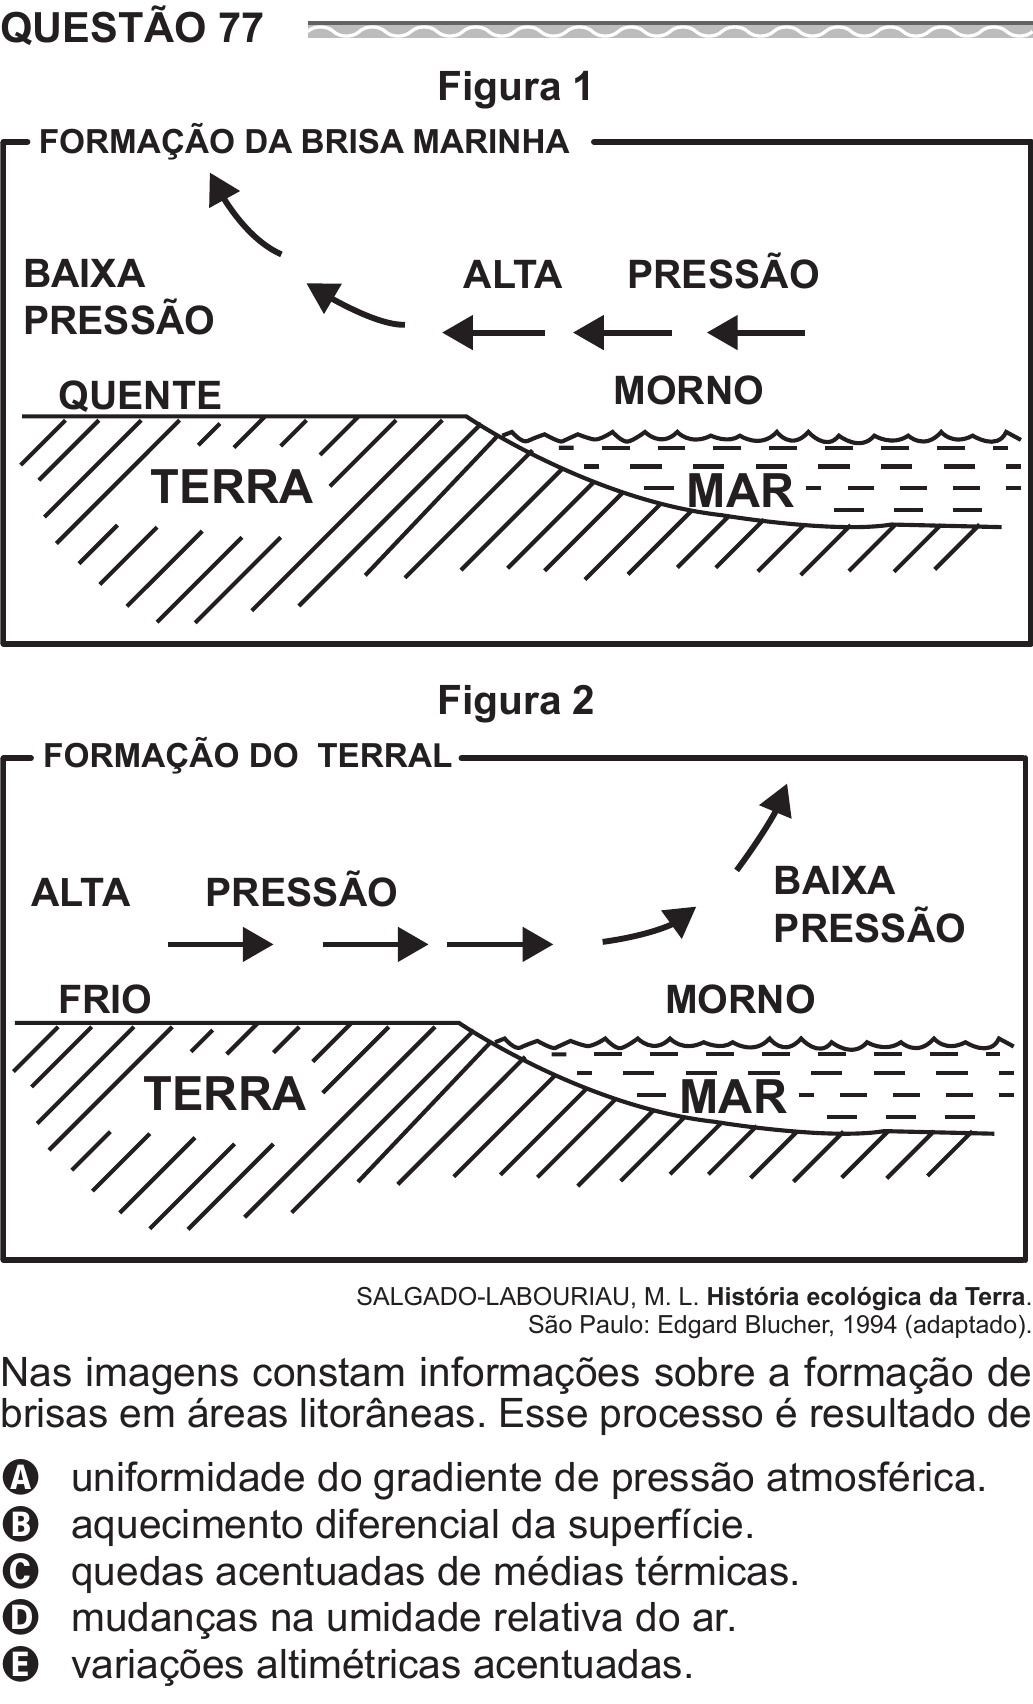 QUESTÃO 77
Figura 1
FORMAÇÃO DA BRISA MARINHA
BAIXA PRESSÃO
ALTA PRESSÃO
QUENTE
MORNO
TERRA
MAR
Figura 2
FORMAÇÃO DO TERRAL
ALTA PRESSÃO
BAIXA PRESSÃO
FRIO
MORNO
TERRA
MAR
SALGADO-LABOURIAU, M. L. História ecológica da Terra.
São Paulo: Edgard Blucher, 1994 (adaptado).
Nas imagens constam informações sobre a formação de
brisas em áreas litorâneas. Esse processo é resultado de
A uniformidade do gradiente de pressão atmosférica.
B aquecimento diferencial da superfície.
C quedas acentuadas de médias térmicas.
D mudanças na umidade relativa do ar.
E variações altimétricas acentuadas.